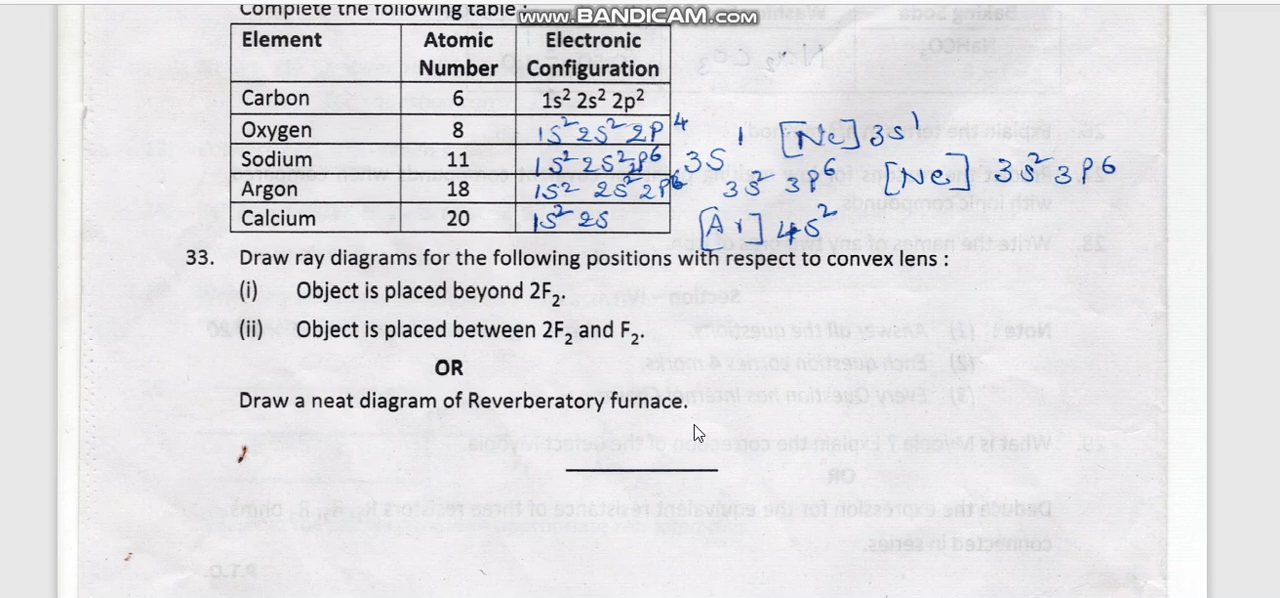 Complete the following table :
www.BANDICAM.com
Element Atomic Number Electronic Configuration
Carbon 6 1s² 2s² 2p²
Oxygen 8 1s² 2s² 2p⁴
Sodium 11 1s² 2s² 2p⁶ 3s¹ [Ne] 3s¹
Argon 18 1s² 2s² 2p⁶ 3s² 3p⁶ [Ne] 3s² 3p⁶
Calcium 20 1s² 2s [Ar] 4s²
33. Draw ray diagrams for the following positions with respect to convex lens :
(i) Object is placed beyond 2F₂.
(ii) Object is placed between 2F₂ and F₂.
OR
Draw a neat diagram of Reverberatory furnace.